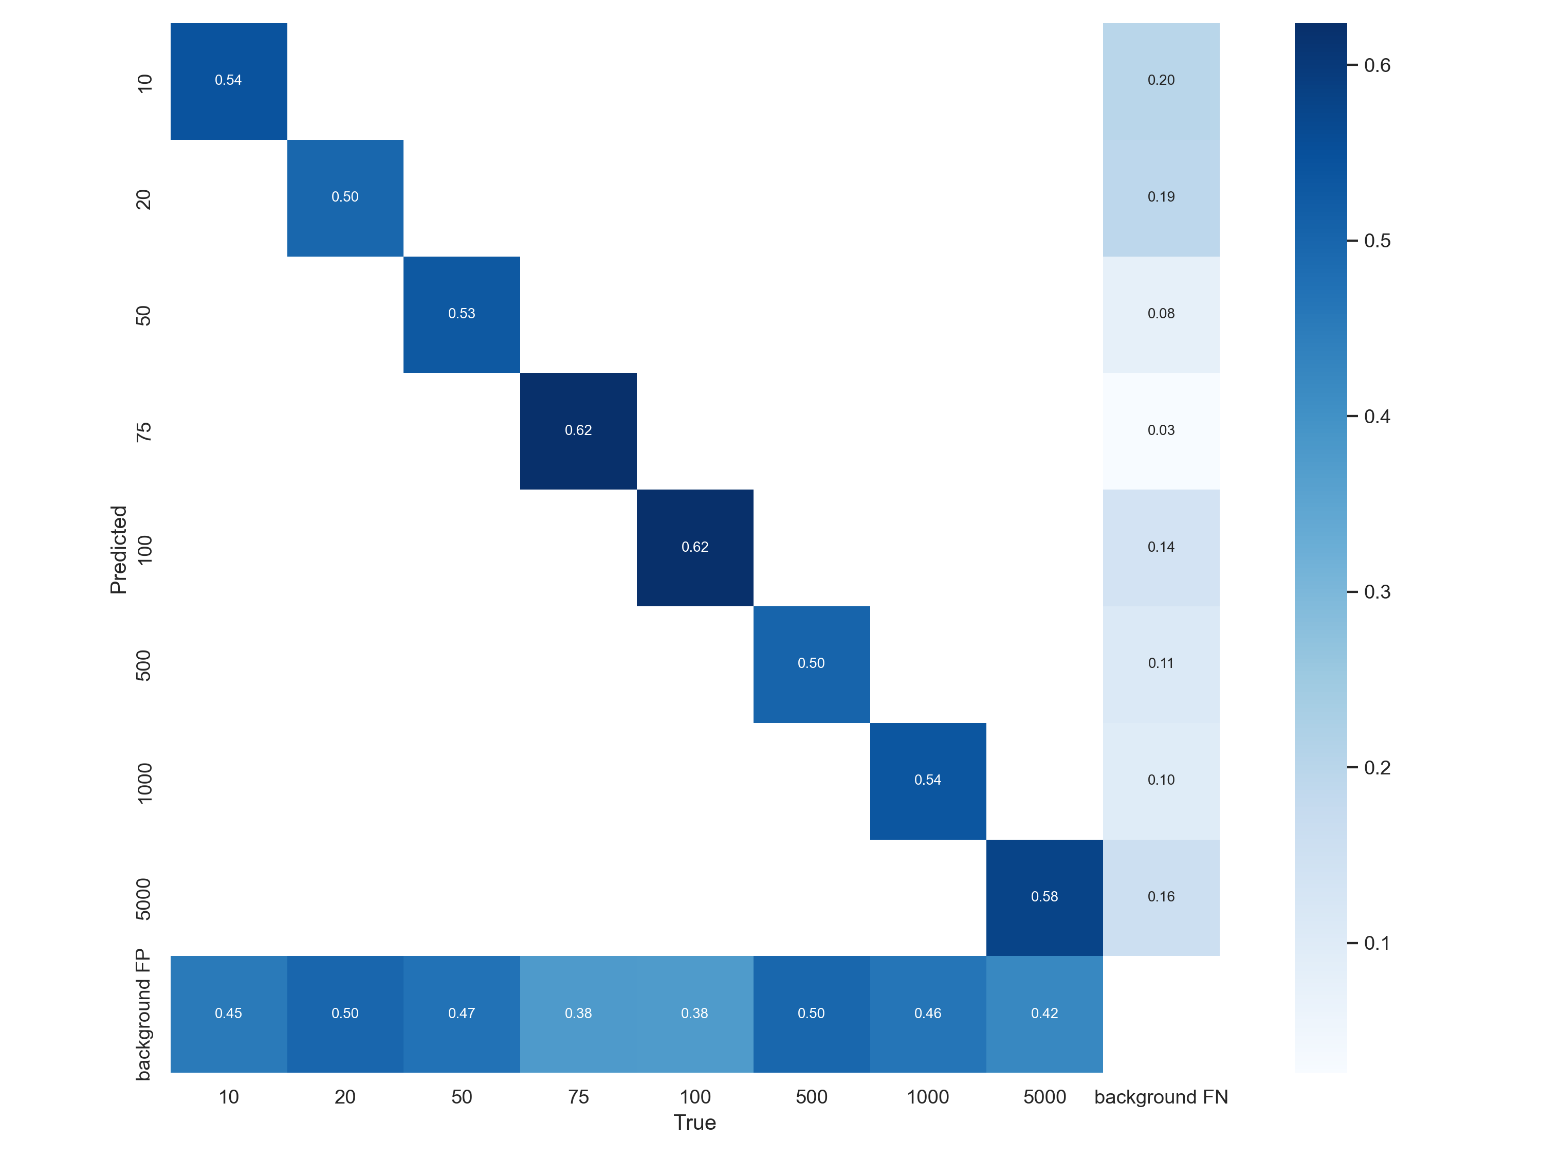 10 0.54 0.20 0.6
20 0.50 0.19 0.5
50 0.53 0.08
75 0.62 0.03 0.4
Predicted
100 0.62 0.14 0.3
500 0.50 0.11
1000 0.54 0.10 0.2
5000 0.58 0.16 0.1
background FP 0.45 0.50 0.47 0.38 0.38 0.50 0.46 0.42
10 20 50 75 100 500 1000 5000 background FN
True